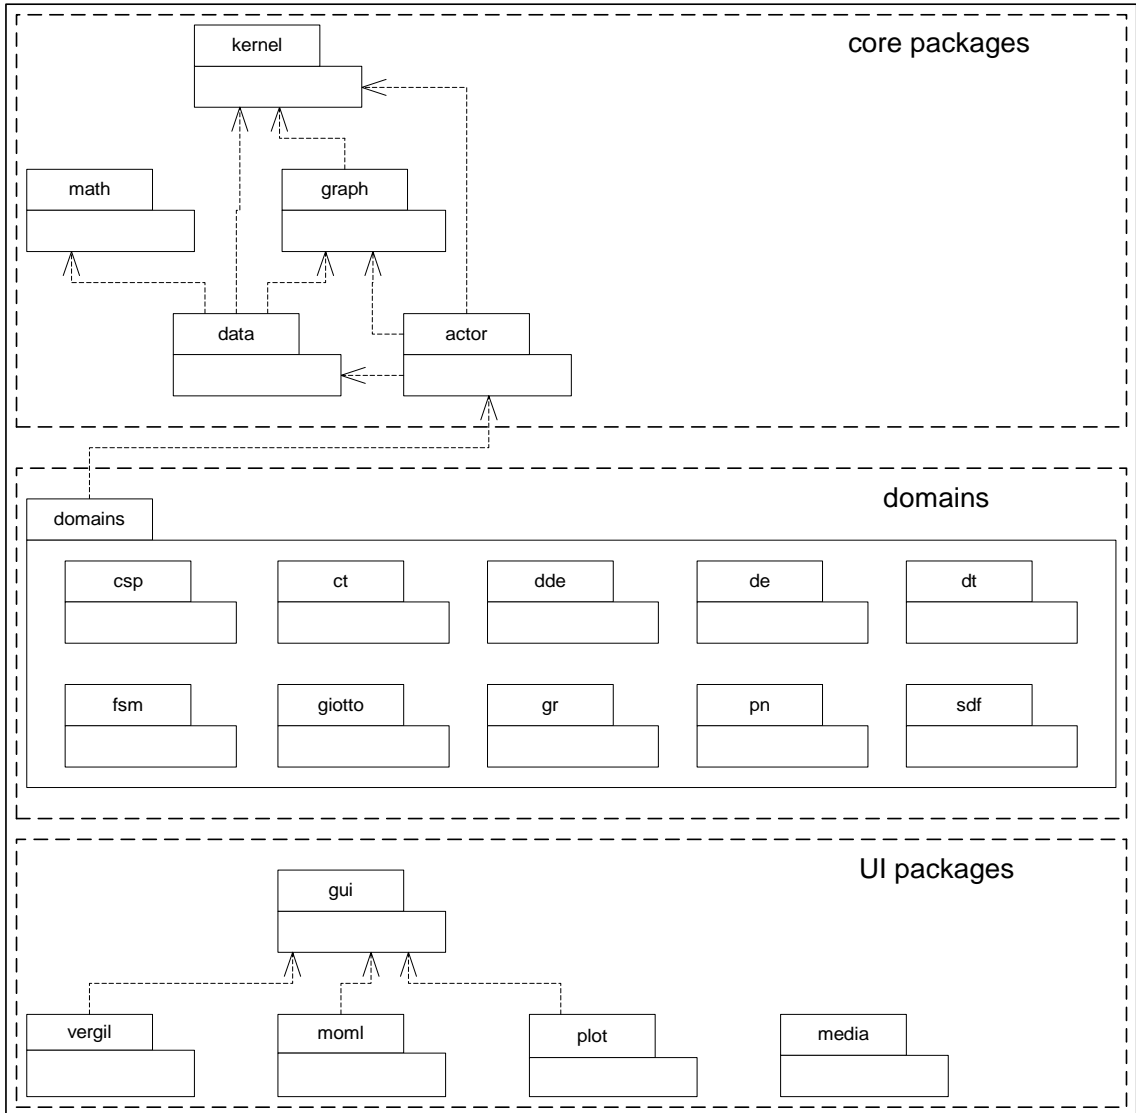 core packages
kernel
math
graph
data
actor
domains
domains
csp
ct
dde
de
dt
fsm
giotto
gr
pn
sdf
UI packages
gui
vergil
moml
plot
media